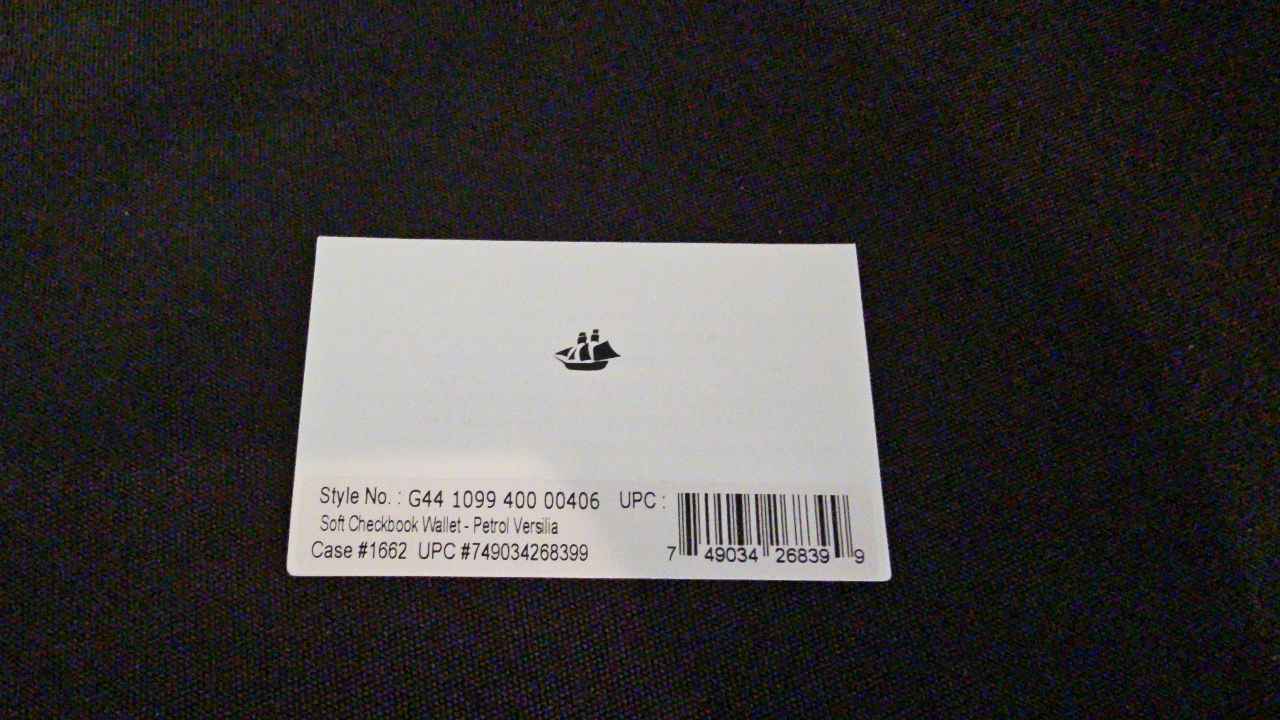 Style No. : G44 1099 400 00406 UPC :
Soft Checkbook Wallet - Petrol Versilia
Case #1662 UPC #749034268399
7 49034 26839 9